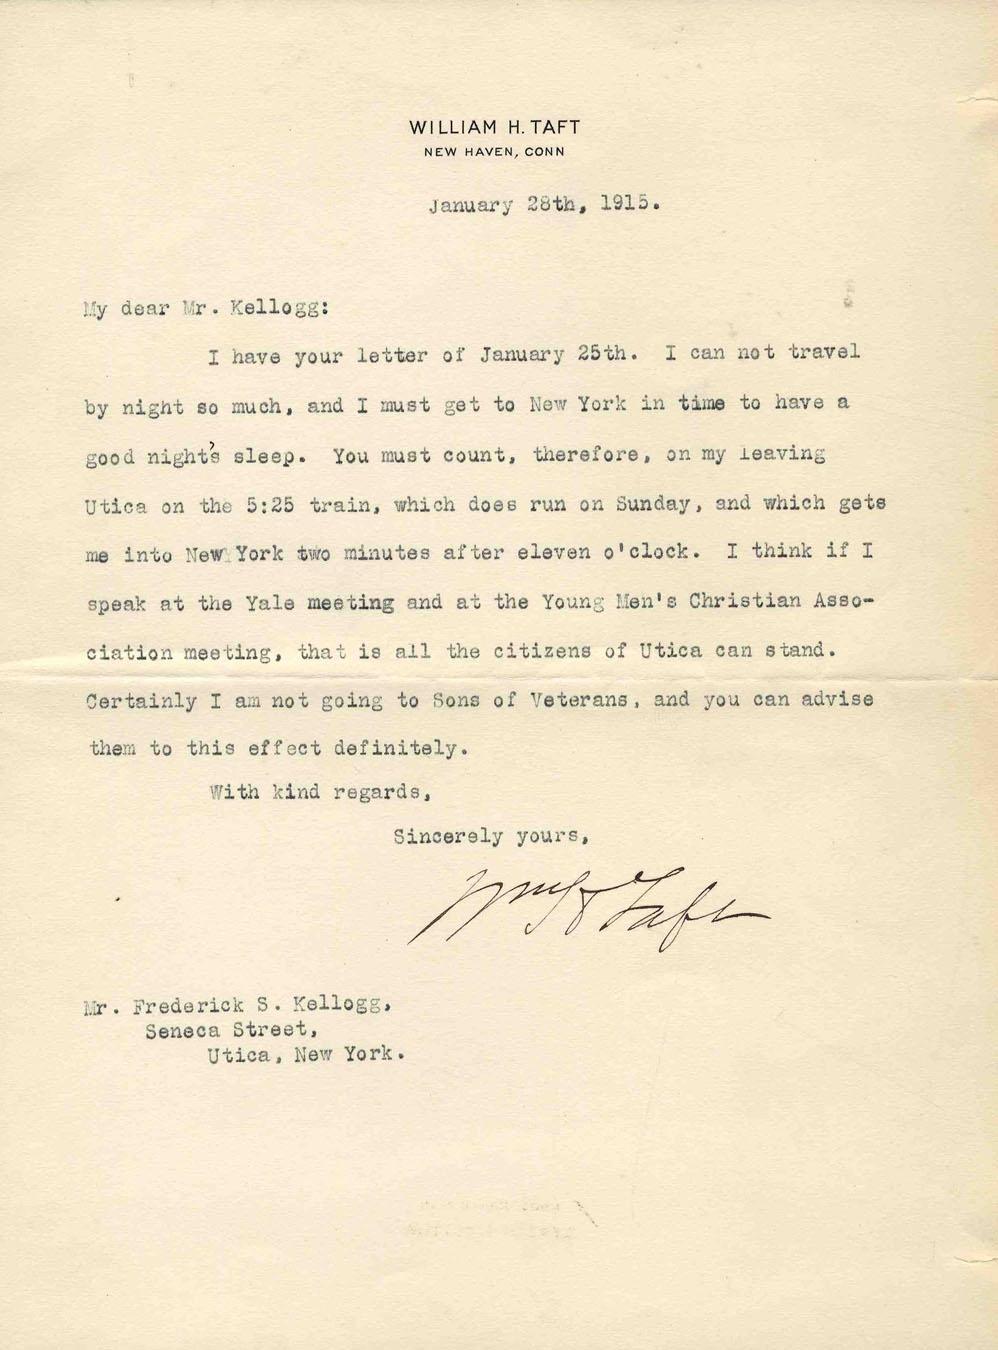 WILLIAM H. TAFT
NEW HAVEN, CONN
January 28th, 1915.
My dear Mr. Kellogg:
I have your letter of January 25th. I can not travel
by night so much, and I must get to New York in time to have a
good night's sleep. You must count, therefore, on my leaving
Utica on the 5:25 train, which does run on Sunday, and which gets
me into New York two minutes after eleven o'clock. I think if I
speak at the Yale meeting and at the Young Men's Christian Asso-
ciation meeting, that is all the citizens of Utica can stand.
Certainly I am not going to Sons of Veterans, and you can advise
them to this effect definitely.
With kind regards,
Sincerely yours,
Wm H Taft
Mr. Frederick S. Kellogg,
Seneca Street,
Utica, New York.